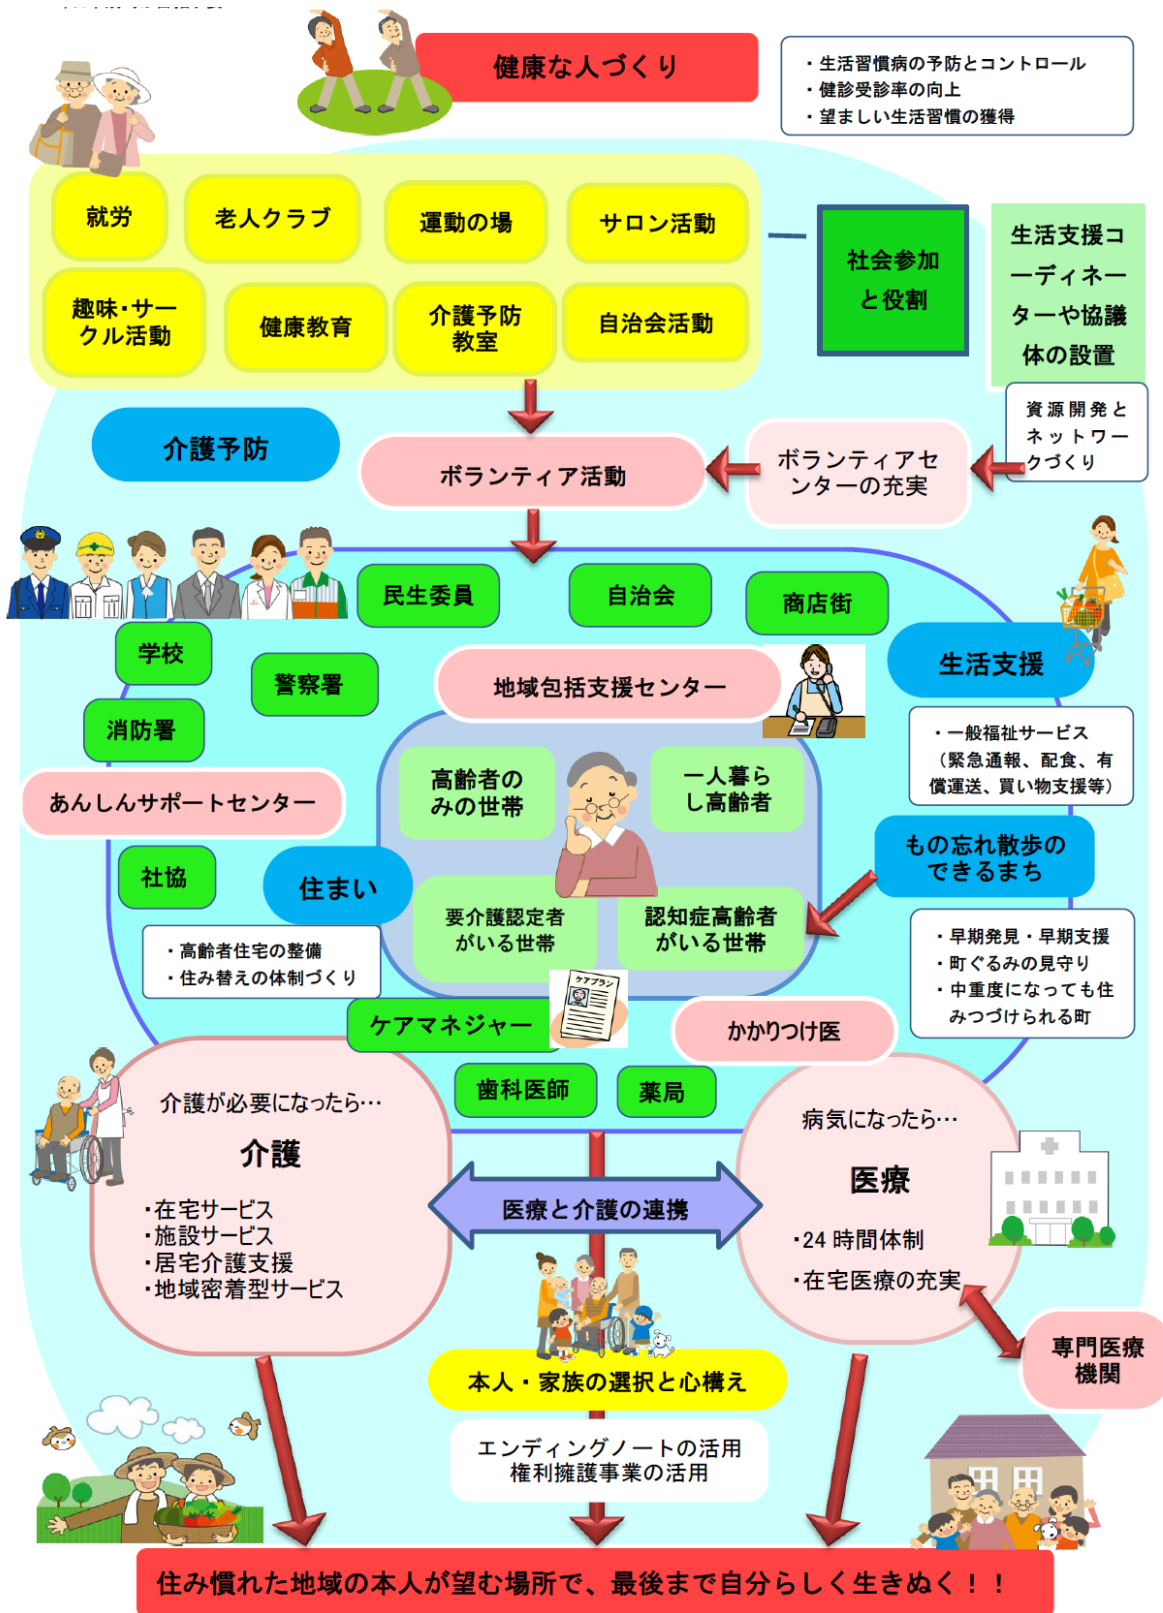 健康な人づくり
・生活習慣病の予防とコントロール
・健診受診率の向上
・望ましい生活習慣の獲得
就労
老人クラブ
運動の場
サロン活動
趣味・サー
クル活動
健康教育
介護予防
教室
自治会活動
社会参加
と役割
生活支援コ
ーディネー
ターや協議
体の設置
資源開発と
ネットワー
クづくり
介護予防
ボランティア活動
ボランティアセ
ンターの充実
民生委員
自治会
商店街
学校
警察署
消防署
地域包括支援センター
生活支援
・一般福祉サービス
（緊急通報、配食、有
償運送、買い物支援等）
あんしんサポートセンター
高齢者の
みの世帯
一人暮ら
し高齢者
もの忘れ散歩の
できるまち
社協
住まい
要介護認定者
がいる世帯
認知症高齢者
がいる世帯
・高齢者住宅の整備
・住み替えの体制づくり
・早期発見・早期支援
・町ぐるみの見守り
・中重度になっても住
みつづけられる町
ケアプラン
ケアマネジャー
かかりつけ医
歯科医師
薬局
介護が必要になったら…
介護
・在宅サービス
・施設サービス
・居宅介護支援
・地域密着型サービス
医療と介護の連携
病気になったら…
医療
・24時間体制
・在宅医療の充実
専門医療
機関
本人・家族の選択と心構え
エンディングノートの活用
権利擁護事業の活用
住み慣れた地域の本人が望む場所で、最後まで自分らしく生きぬく！！